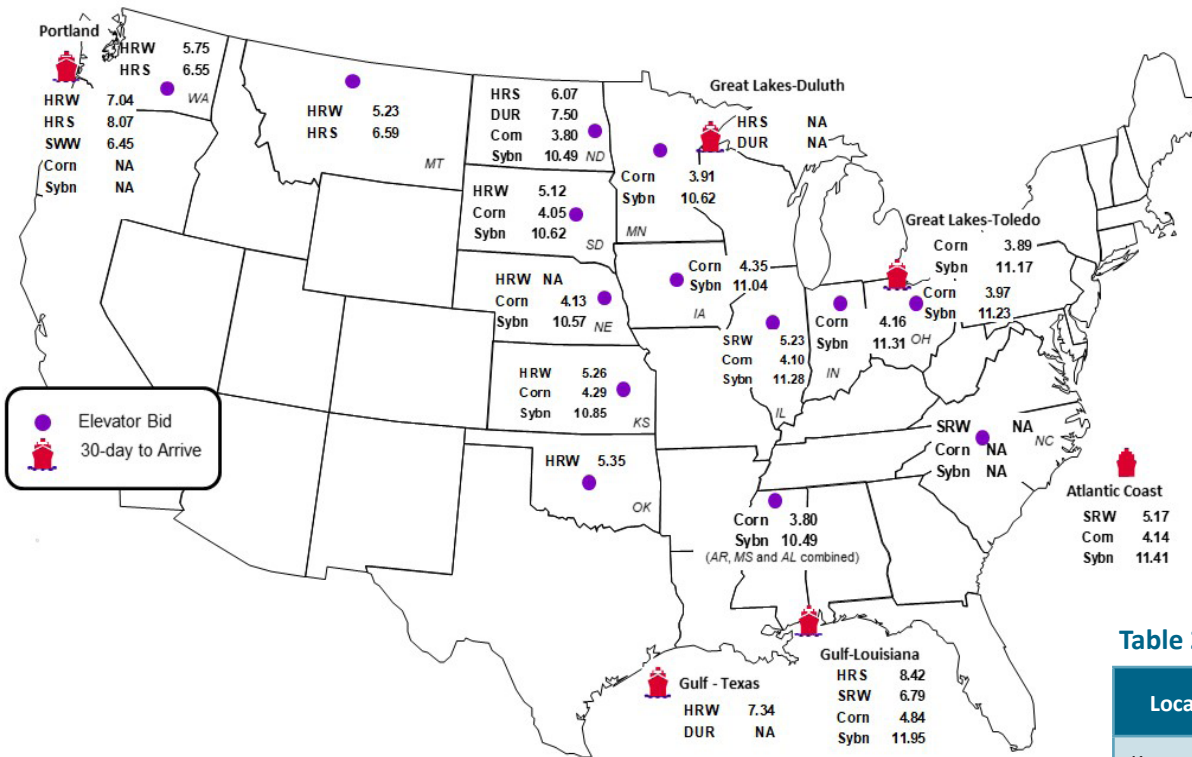 Portland
HRW 5.75
HRS 6.55
WA
HRW 7.04
HRS 8.07
SWW 6.45
Corn NA
Sybn NA
HRW 5.23
HRS 6.59
MT
HRS 6.07
DUR 7.50
Corn 3.80
Sybn 10.49 ND
HRW 5.12
Corn 4.05
Sybn 10.62
SD
Great Lakes-Duluth
HRS NA
DUR NA
Corn 3.91
Sybn 10.62
MN
Great Lakes-Toledo
Corn 3.89
Sybn 11.17
Corn 3.97
Sybn 11.23
OH
HRW NA
Corn 4.13
Sybn 10.57 NE
Corn 4.35
Sybn 11.04
IA
SRW 5.23
Corn 4.10
Sybn 11.28
IL
Corn 4.16
Sybn 11.31
IN
HRW 5.26
Corn 4.29
Sybn 10.85
KS
Elevator Bid
30-day to Arrive
HRW 5.35
OK
SRW NA
Corn NA
Sybn NA
NC
Corn 3.80
Sybn 10.49
(AR, MS and AL combined)
Atlantic Coast
SRW 5.17
Corn 4.14
Sybn 11.41
Gulf - Texas
HRW 7.34
DUR NA
Gulf-Louisiana
HRS 8.42
SRW 6.79
Corn 4.84
Sybn 11.95
Table
Loca